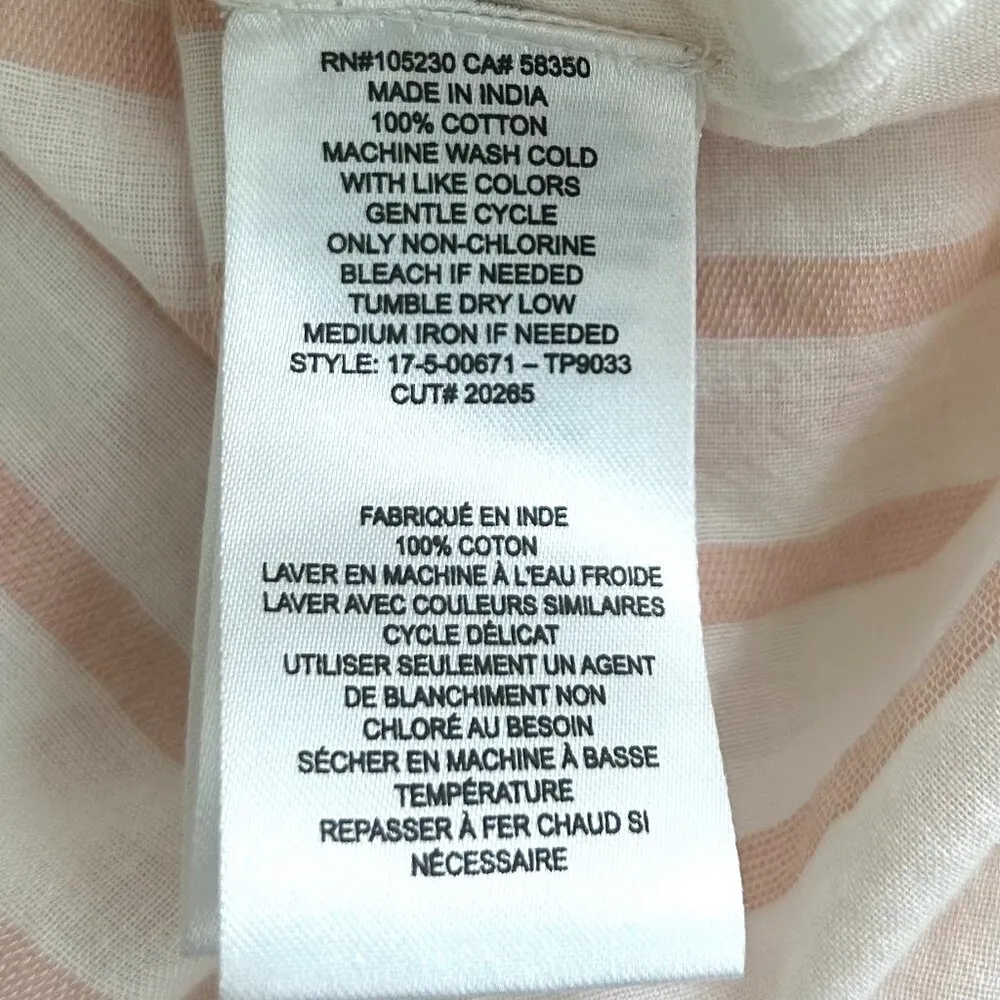 RN#105230 CA# 58350
MADE IN INDIA
100% COTTON
MACHINE WASH COLD
WITH LIKE COLORS
GENTLE CYCLE
ONLY NON-CHLORINE
BLEACH IF NEEDED
TUMBLE DRY LOW
MEDIUM IRON IF NEEDED
STYLE: 17-5-00671 – TP9033
CUT# 20265
FABRIQUÉ EN INDE
100% COTON
LAVER EN MACHINE À L'EAU FROIDE
LAVER AVEC COULEURS SIMILAIRES
CYCLE DÉLICAT
UTILISER SEULEMENT UN AGENT
DE BLANCHIMENT NON
CHLORÉ AU BESOIN
SÉCHER EN MACHINE À BASSE
TEMPÉRATURE
REPASSER À FER CHAUD SI
NÉCESSAIRE